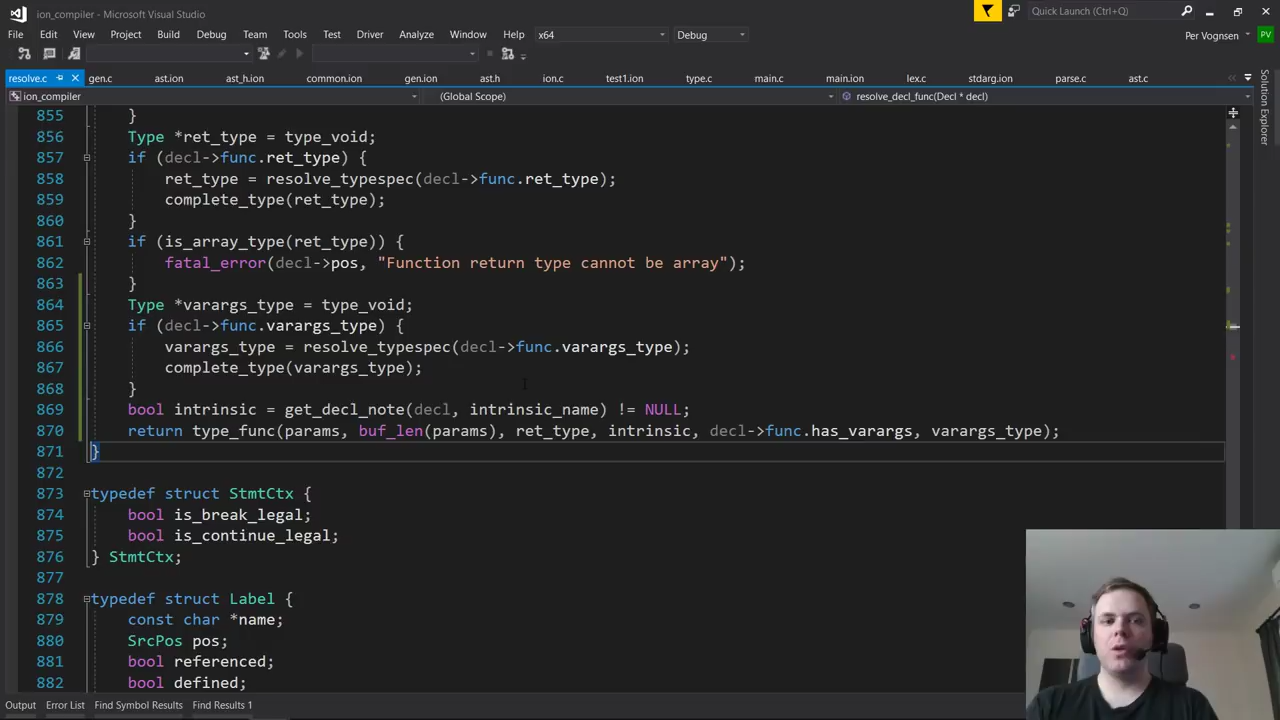 ion_compiler - Microsoft Visual Studio
Quick Launch (Ctrl+Q)
File Edit View Project Build Debug Team Tools Test Driver Analyze Window Help x64 Debug
Per Vognsen PV
resolve.c gen.c ast.ion ast_h.ion common.ion gen.ion ast.h ion.c test1.ion type.c main.c main.ion lex.c stdarg.ion parse.c ast.c
ion_compiler (Global Scope) resolve_decl_func(Decl * decl)
Solution Explorer
855 }
856 Type *ret_type = type_void;
857 if (decl->func.ret_type) {
858 ret_type = resolve_typespec(decl->func.ret_type);
859 complete_type(ret_type);
860 }
861 if (is_array_type(ret_type)) {
862 fatal_error(decl->pos, "Function return type cannot be array");
863 }
864 Type *varargs_type = type_void;
865 if (decl->func.varargs_type) {
866 varargs_type = resolve_typespec(decl->func.varargs_type);
867 complete_type(varargs_type);
868 }
869 bool intrinsic = get_decl_note(decl, intrinsic_name) != NULL;
870 return type_func(params, buf_len(params), ret_type, intrinsic, decl->func.has_varargs, varargs_type);
871 }
872
873 typedef struct StmtCtx {
874 bool is_break_legal;
875 bool is_continue_legal;
876 } StmtCtx;
877
878 typedef struct Label {
879 const char *name;
880 SrcPos pos;
881 bool referenced;
882 bool defined;
Output Error List Find Symbol Results Find Results 1